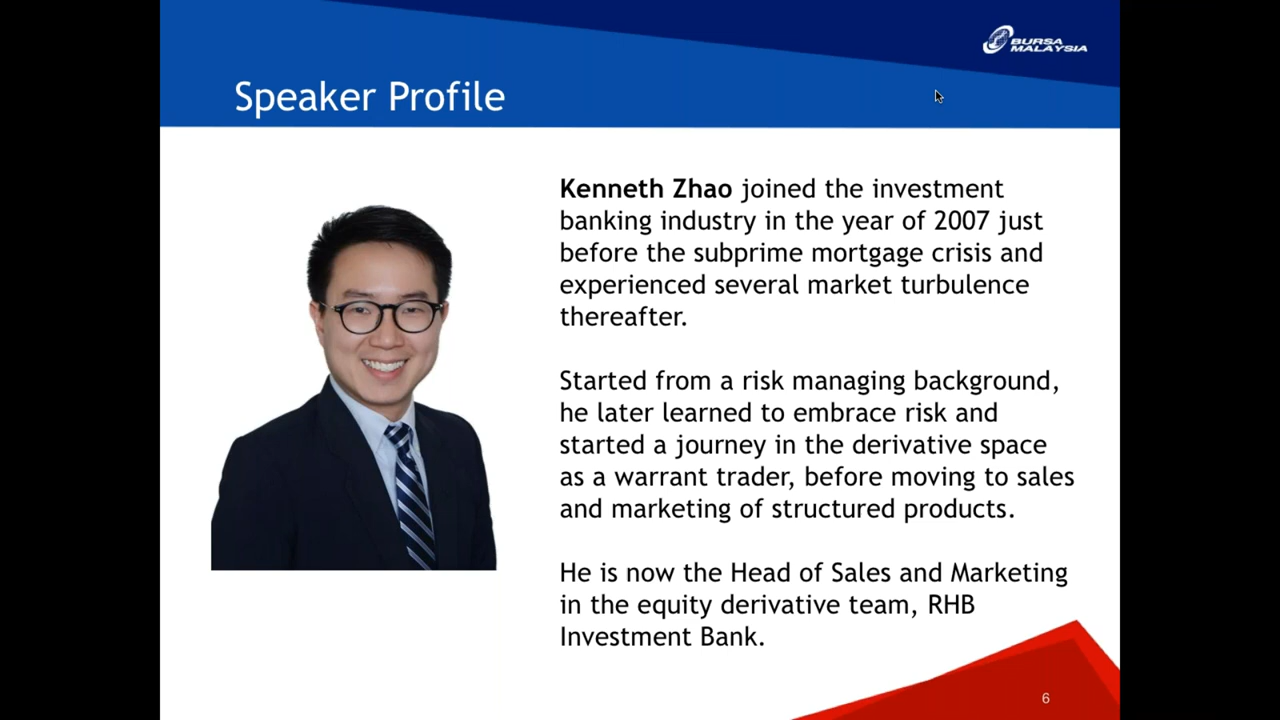 BURSA
MALAYSIA
Speaker Profile
Kenneth Zhao joined the investment
banking industry in the year of 2007 just
before the subprime mortgage crisis and
experienced several market turbulence
thereafter.
Started from a risk managing background,
he later learned to embrace risk and
started a journey in the derivative space
as a warrant trader, before moving to sales
and marketing of structured products.
He is now the Head of Sales and Marketing
in the equity derivative team, RHB
Investment Bank.
6